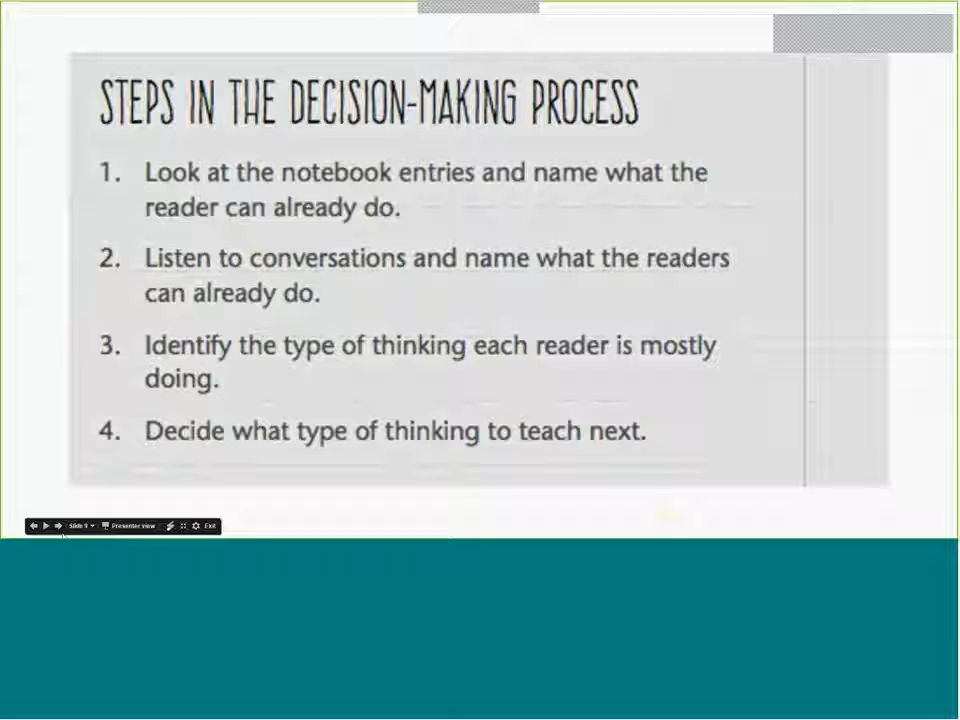 STEPS IN THE DECISION-MAKING PROCESS
1. Look at the notebook entries and name what the
reader can already do.
2. Listen to conversations and name what the readers
can already do.
3. Identify the type of thinking each reader is mostly
doing.
4. Decide what type of thinking to teach next.
Slide 9 Presenter view Exit